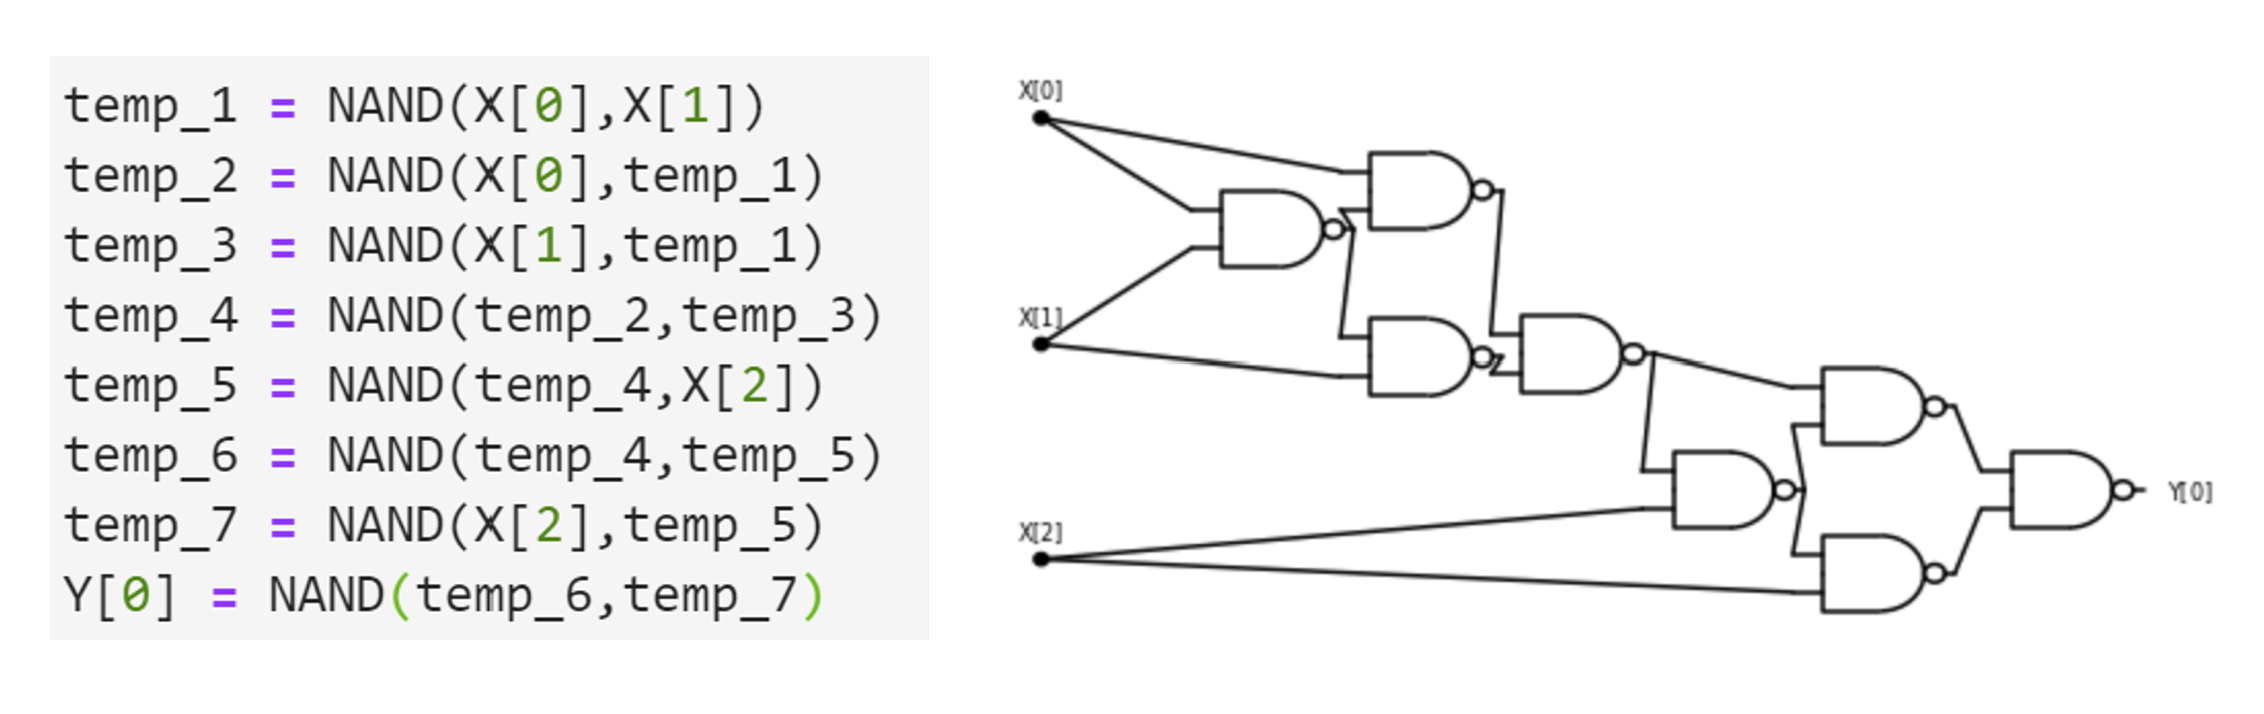 temp_1 = NAND(X[0],X[1])
temp_2 = NAND(X[0],temp_1)
temp_3 = NAND(X[1],temp_1)
temp_4 = NAND(temp_2,temp_3)
temp_5 = NAND(temp_4,X[2])
temp_6 = NAND(temp_4,temp_5)
temp_7 = NAND(X[2],temp_5)
Y[0] = NAND(temp_6,temp_7)
X[0]
X[1]
X[2]
Y[0]